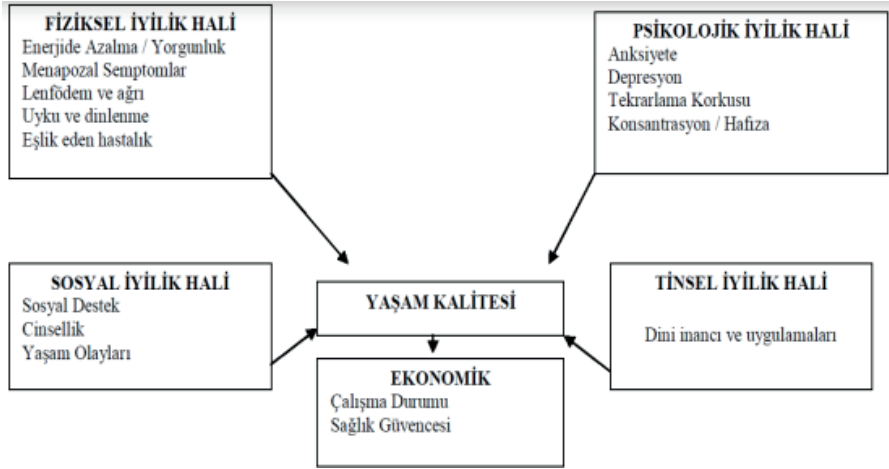 FİZİKSEL İYİLİK HALİ
Enerjide Azalma / Yorgunluk
Menapozal Semptomlar
Lenfödem ve ağrı
Uyku ve dinlenme
Eşlik eden hastalık
PSİKOLOJİK İYİLİK HALİ
Anksiyete
Depresyon
Tekrarlama Korkusu
Konsantrasyon / Hafıza
SOSYAL İYİLİK HALİ
Sosyal Destek
Cinsellik
Yaşam Olayları
YAŞAM KALİTESİ
TİNSEL İYİLİK HALİ
Dini inancı ve uygulamaları
EKONOMİK
Çalışma Durumu
Sağlık Güvencesi